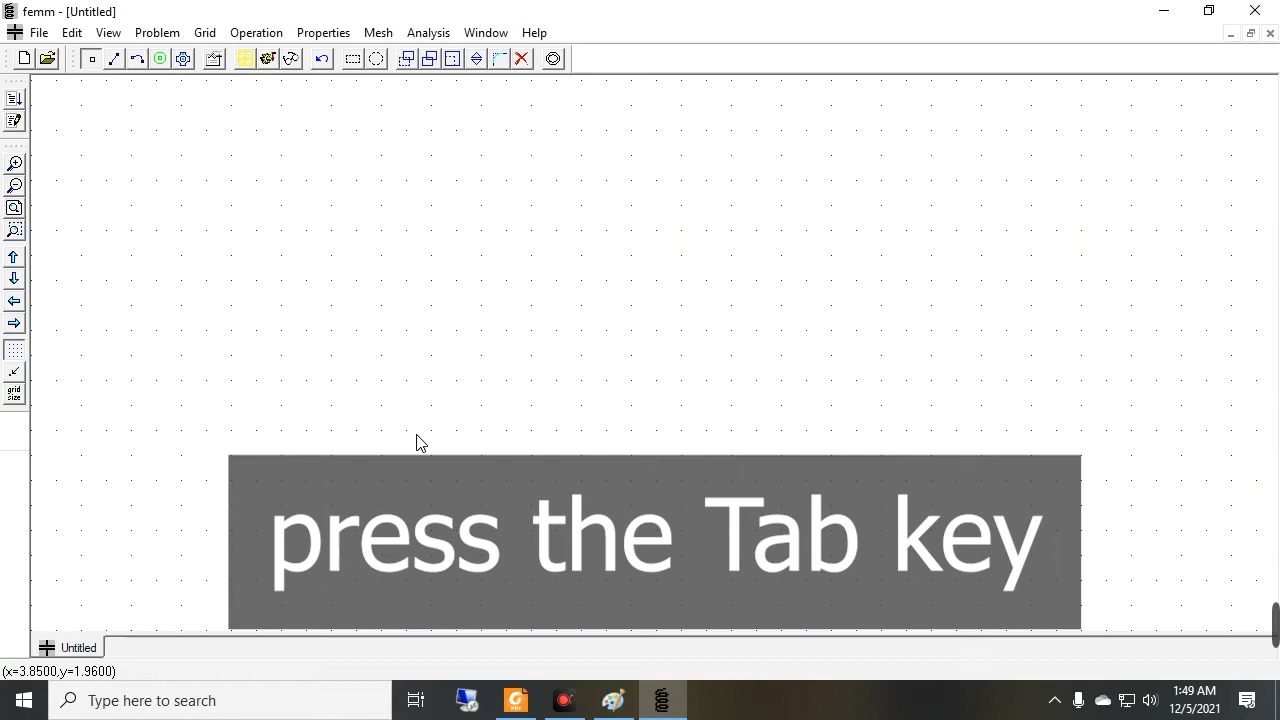 femm - [Untitled]
File Edit View Problem Grid Operation Properties Mesh Analysis Window Help
grid
size
press the Tab key
Untitled
(x=3.8500,y=1.9600)
Type here to search
1:49 AM
12/5/2021